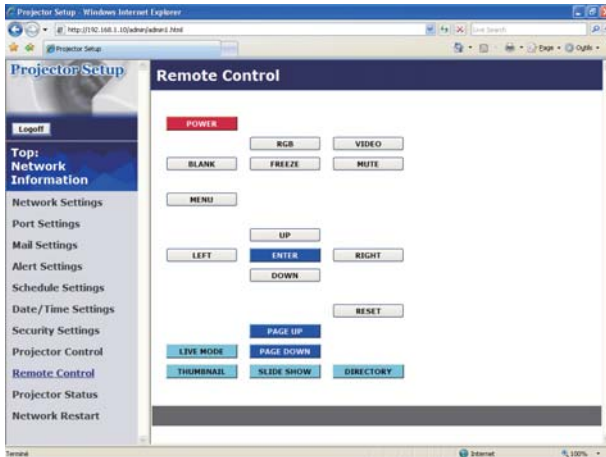 Projector Setup - Windows Internet Explorer
http://192.168.1.10/admin/admin1.html
Live Search
Projector Setup
Page
Outils
Projector Setup
Remote Control
Logoff
Top:
Network
Information
Network Settings
Port Settings
Mail Settings
Alert Settings
Schedule Settings
Date/Time Settings
Security Settings
Projector Control
Remote Control
Projector Status
Network Restart
POWER
RGB VIDEO
BLANK FREEZE MUTE
MENU
UP
LEFT ENTER RIGHT
DOWN
RESET
PAGE UP
LIVE MODE PAGE DOWN
THUMBNAIL SLIDE SHOW DIRECTORY
Terminé
Internet
100%